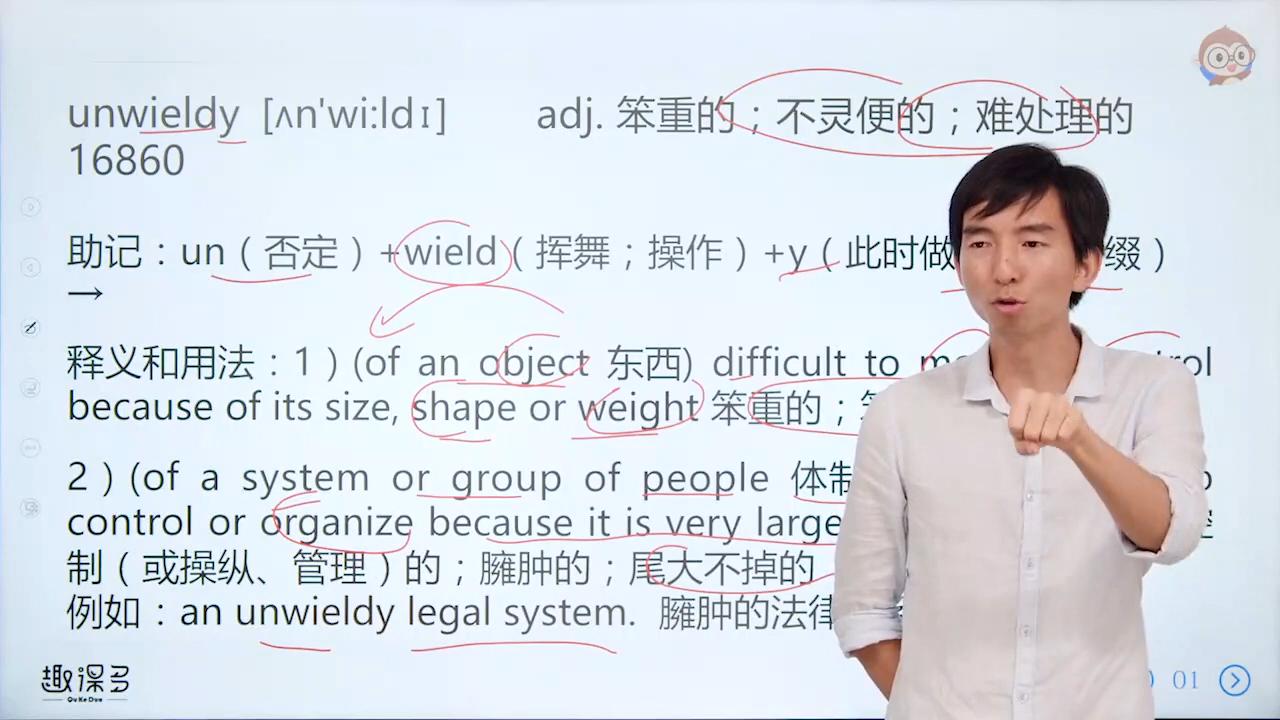 unwieldy [ʌn'wi:ldɪ] adj. 笨重的；不灵便的；难处理的
16860
助记：un（否定）+wield（挥舞；操作）+y（此时做 缀）
→
释义和用法：1）(of an object 东西) difficult to
because of its size, shape or weight 笨重的；
2）(of a system or group of people 体制
control or organize because it is very large
制（或操纵、管理）的；臃肿的；尾大不掉的
例如：an unwieldy legal system. 臃肿的法律
趣课多
Qu Ke Duo
01